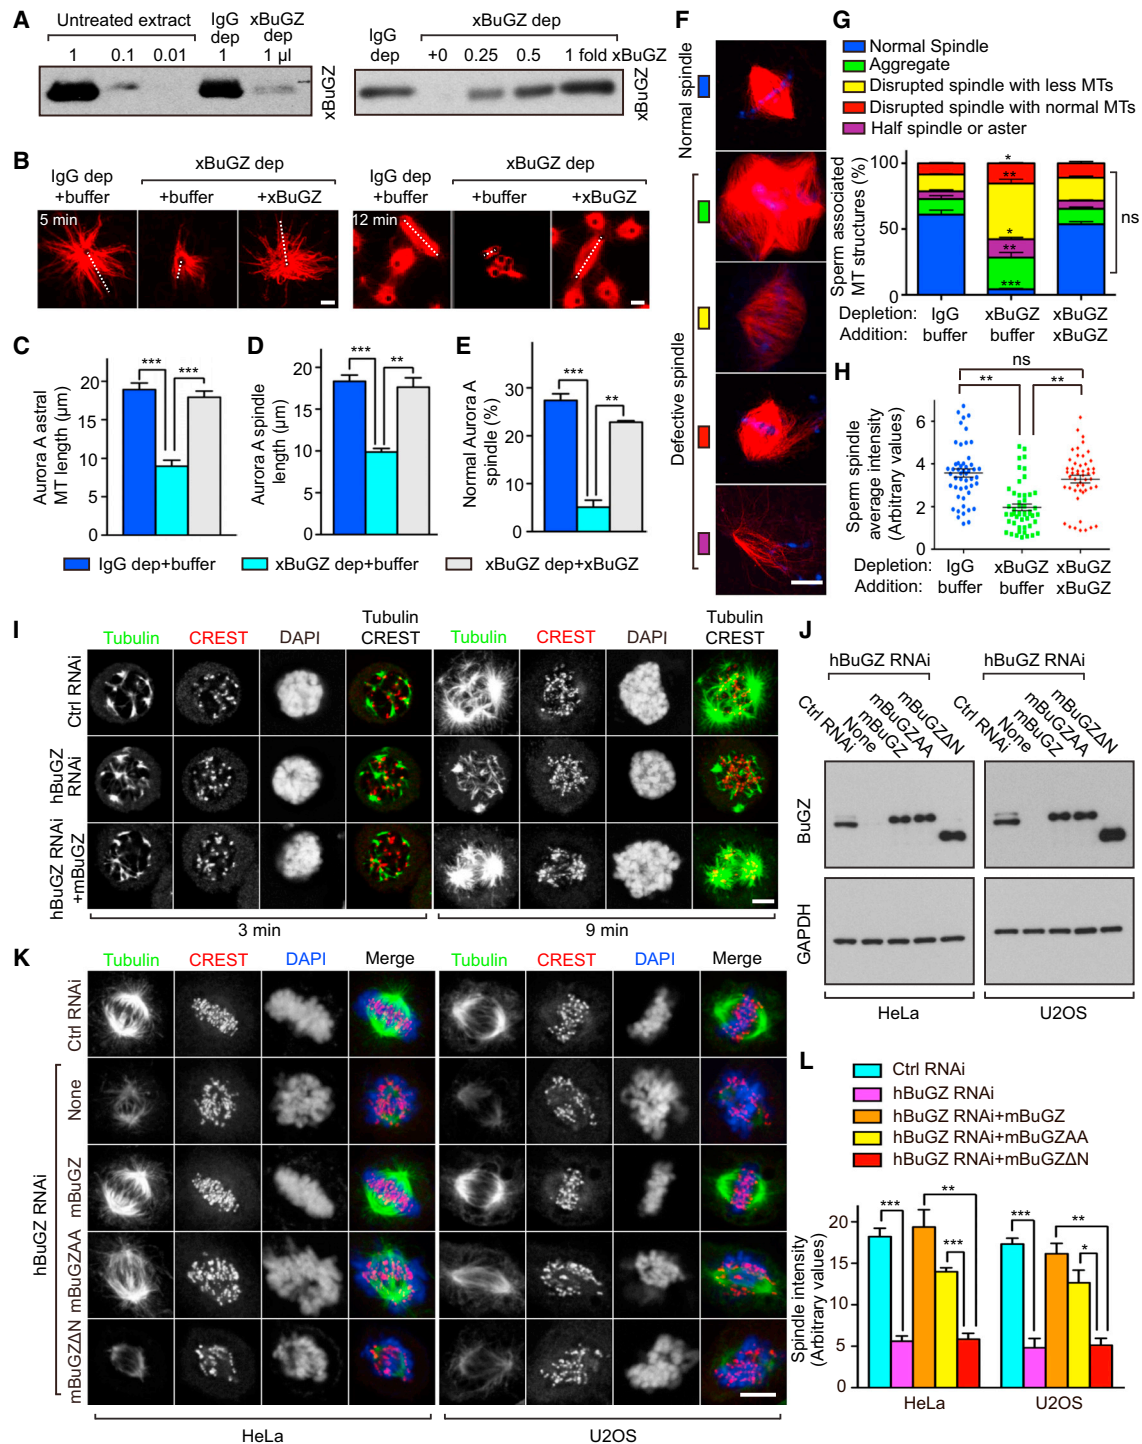 A
Untreated extract
IgG dep
xBuGZ dep
1 0.1 0.01 1 1 µl
xBuGZ
IgG dep
xBuGZ dep
+0 0.25 0.5 1 fold xBuGZ
xBuGZ
B
IgG dep +buffer
xBuGZ dep
+buffer +xBuGZ
5 min
IgG dep +buffer
xBuGZ dep
+buffer +xBuGZ
12 min
C
Aurora A astral MT length (µm)
20
15
10
5
0
*** ***
D
Aurora A spindle length (µm)
20
15
10
5
0
*** **
E
Normal Aurora A spindle (%)
30
20
10
0
*** **
IgG dep+buffer
xBuGZ dep+buffer
xBuGZ dep+xBuGZ
F
Normal spindle
Defective spindle
G
Normal Spindle
Aggregate
Disrupted spindle with less MTs
Disrupted spindle with normal MTs
Half spindle or aster
Sperm associated MT structures (%)
100
50
0
*
**
*
**
***
ns
Depletion: IgG xBuGZ xBuGZ
Addition: buffer buffer xBuGZ
H
ns
** **
Sperm spindle average intensity (Arbitrary values)
6
4
2
0
Depletion: IgG xBuGZ xBuGZ
Addition: buffer buffer xBuGZ
I
Tubulin CREST DAPI Tubulin CREST
Tubulin CREST DAPI Tubulin CREST
Ctrl RNAi
hBuGZ RNAi
hBuGZ RNAi +mBuGZ
3 min
9 min
J
hBuGZ RNAi
hBuGZ RNAi
Ctrl RNAi None mBuGZ mBuGZAA mBuGZΔN
Ctrl RNAi None mBuGZ mBuGZAA mBuGZΔN
BuGZ
GAPDH
HeLa
U2OS
K
Tubulin CREST DAPI Merge
Tubulin CREST DAPI Merge
Ctrl RNAi
hBuGZ RNAi
None
mBuGZ
mBuGZAA
mBuGZΔN
HeLa
U2OS
L
Ctrl RNAi
hBuGZ RNAi
hBuGZ RNAi+mBuGZ
hBuGZ RNAi+mBuGZAA
hBuGZ RNAi+mBuGZΔN
Spindle intensity (Arbitrary values)
20
15
10
5
0
*** ** ***
*** ** *
HeLa
U2OS